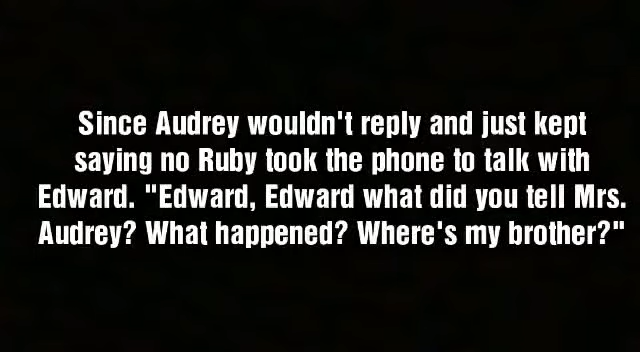 Since Audrey wouldn't reply and just kept
saying no Ruby took the phone to talk with
Edward. "Edward, Edward what did you tell Mrs.
Audrey? What happened? Where's my brother?"